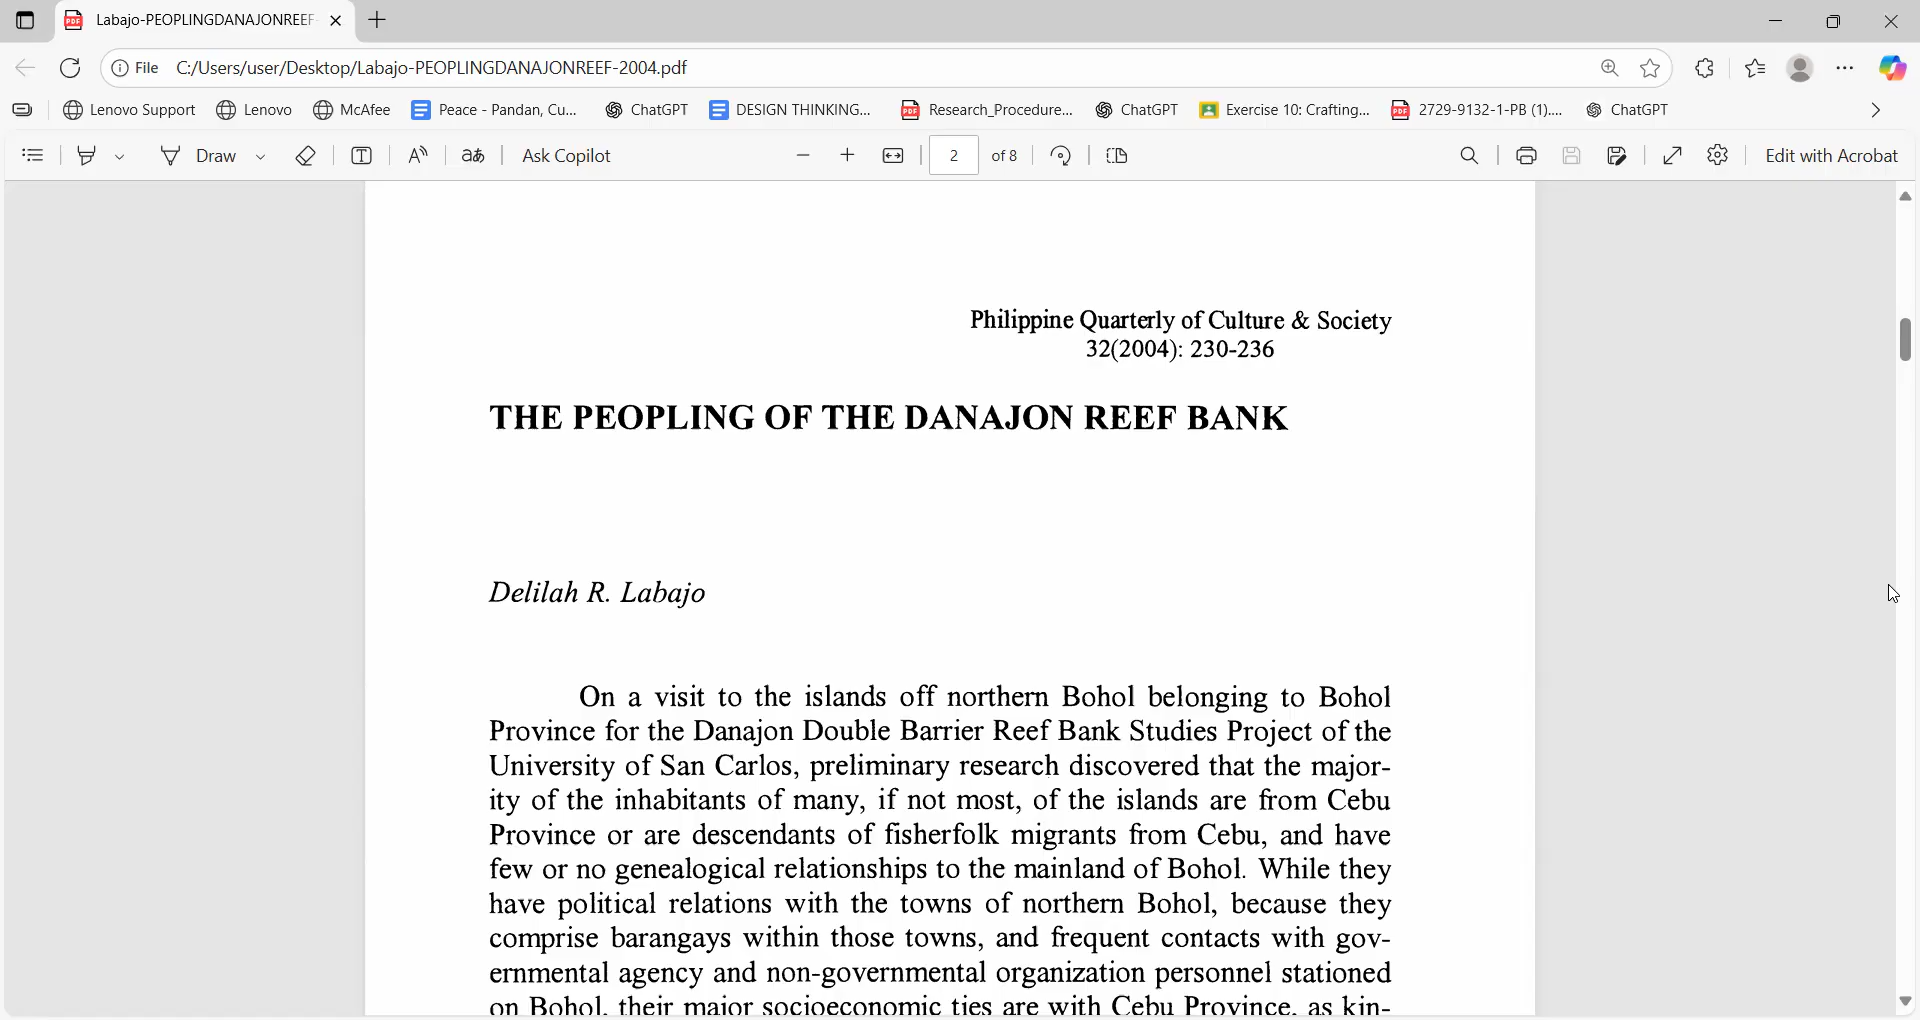 Labajo-PEOPLINGDANAJONREEF-
File C:/Users/user/Desktop/Labajo-PEOPLINGDANAJONREEF-2004.pdf
Lenovo Support Lenovo McAfee Peace - Pandan, Cu... ChatGPT DESIGN THINKING... Research_Procedure... ChatGPT Exercise 10: Crafting... 2729-9132-1-PB (1).... ChatGPT
Draw Ask Copilot 2 of 8 Edit with Acrobat
Philippine Quarterly of Culture & Society
32(2004): 230-236
THE PEOPLING OF THE DANAJON REEF BANK
Delilah R. Labajo
On a visit to the islands off northern Bohol belonging to Bohol
Province for the Danajon Double Barrier Reef Bank Studies Project of the
University of San Carlos, preliminary research discovered that the major-
ity of the inhabitants of many, if not most, of the islands are from Cebu
Province or are descendants of fisherfolk migrants from Cebu, and have
few or no genealogical relationships to the mainland of Bohol. While they
have political relations with the towns of northern Bohol, because they
comprise barangays within those towns, and frequent contacts with gov-
ernmental agency and non-governmental organization personnel stationed
on Bohol, their major socioeconomic ties are with Cebu Province, as kin-